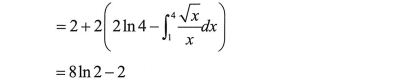 = 2 + 2(2 ln 4 − ∫₁⁴ √x/x dx)
= 8 ln 2 − 2